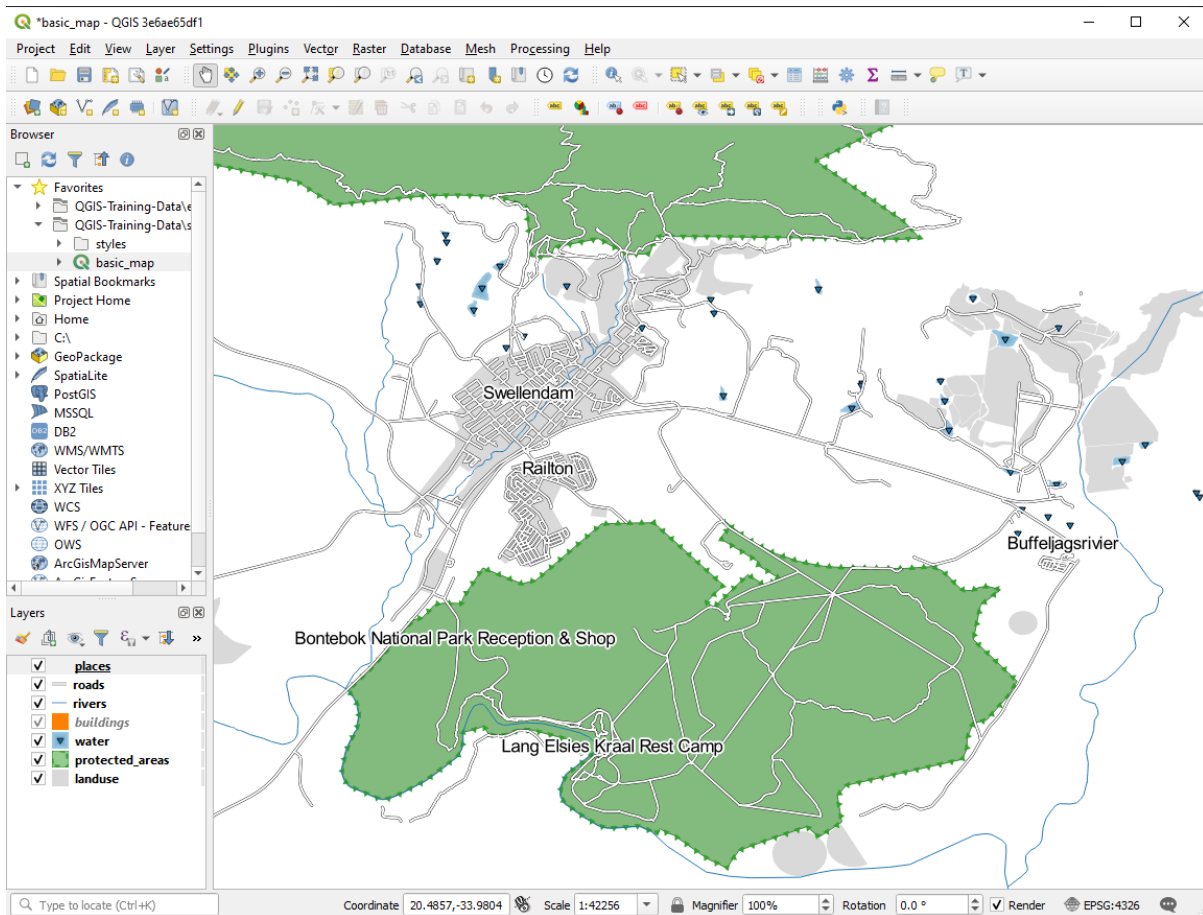 *basic_map - QGIS 3e6ae65df1
Project Edit View Layer Settings Plugins Vector Raster Database Mesh Processing Help
Browser
Favorites
QGIS-Training-Data\e
QGIS-Training-Data\s
styles
basic_map
Spatial Bookmarks
Project Home
Home
C:\
GeoPackage
SpatiaLite
PostGIS
MSSQL
DB2
WMS/WMTS
Vector Tiles
XYZ Tiles
WCS
WFS / OGC API - Feature
OWS
ArcGisMapServer
Layers
places
roads
rivers
buildings
water
protected_areas
landuse
Swellendam
Railton
Buffeljagsrivier
Bontebok National Park Reception & Shop
Lang Elsies Kraal Rest Camp
Type to locate (Ctrl+K) Coordinate 20.4857,-33.9804 Scale 1:42256 Magnifier 100% Rotation 0.0 ° Render EPSG:4326